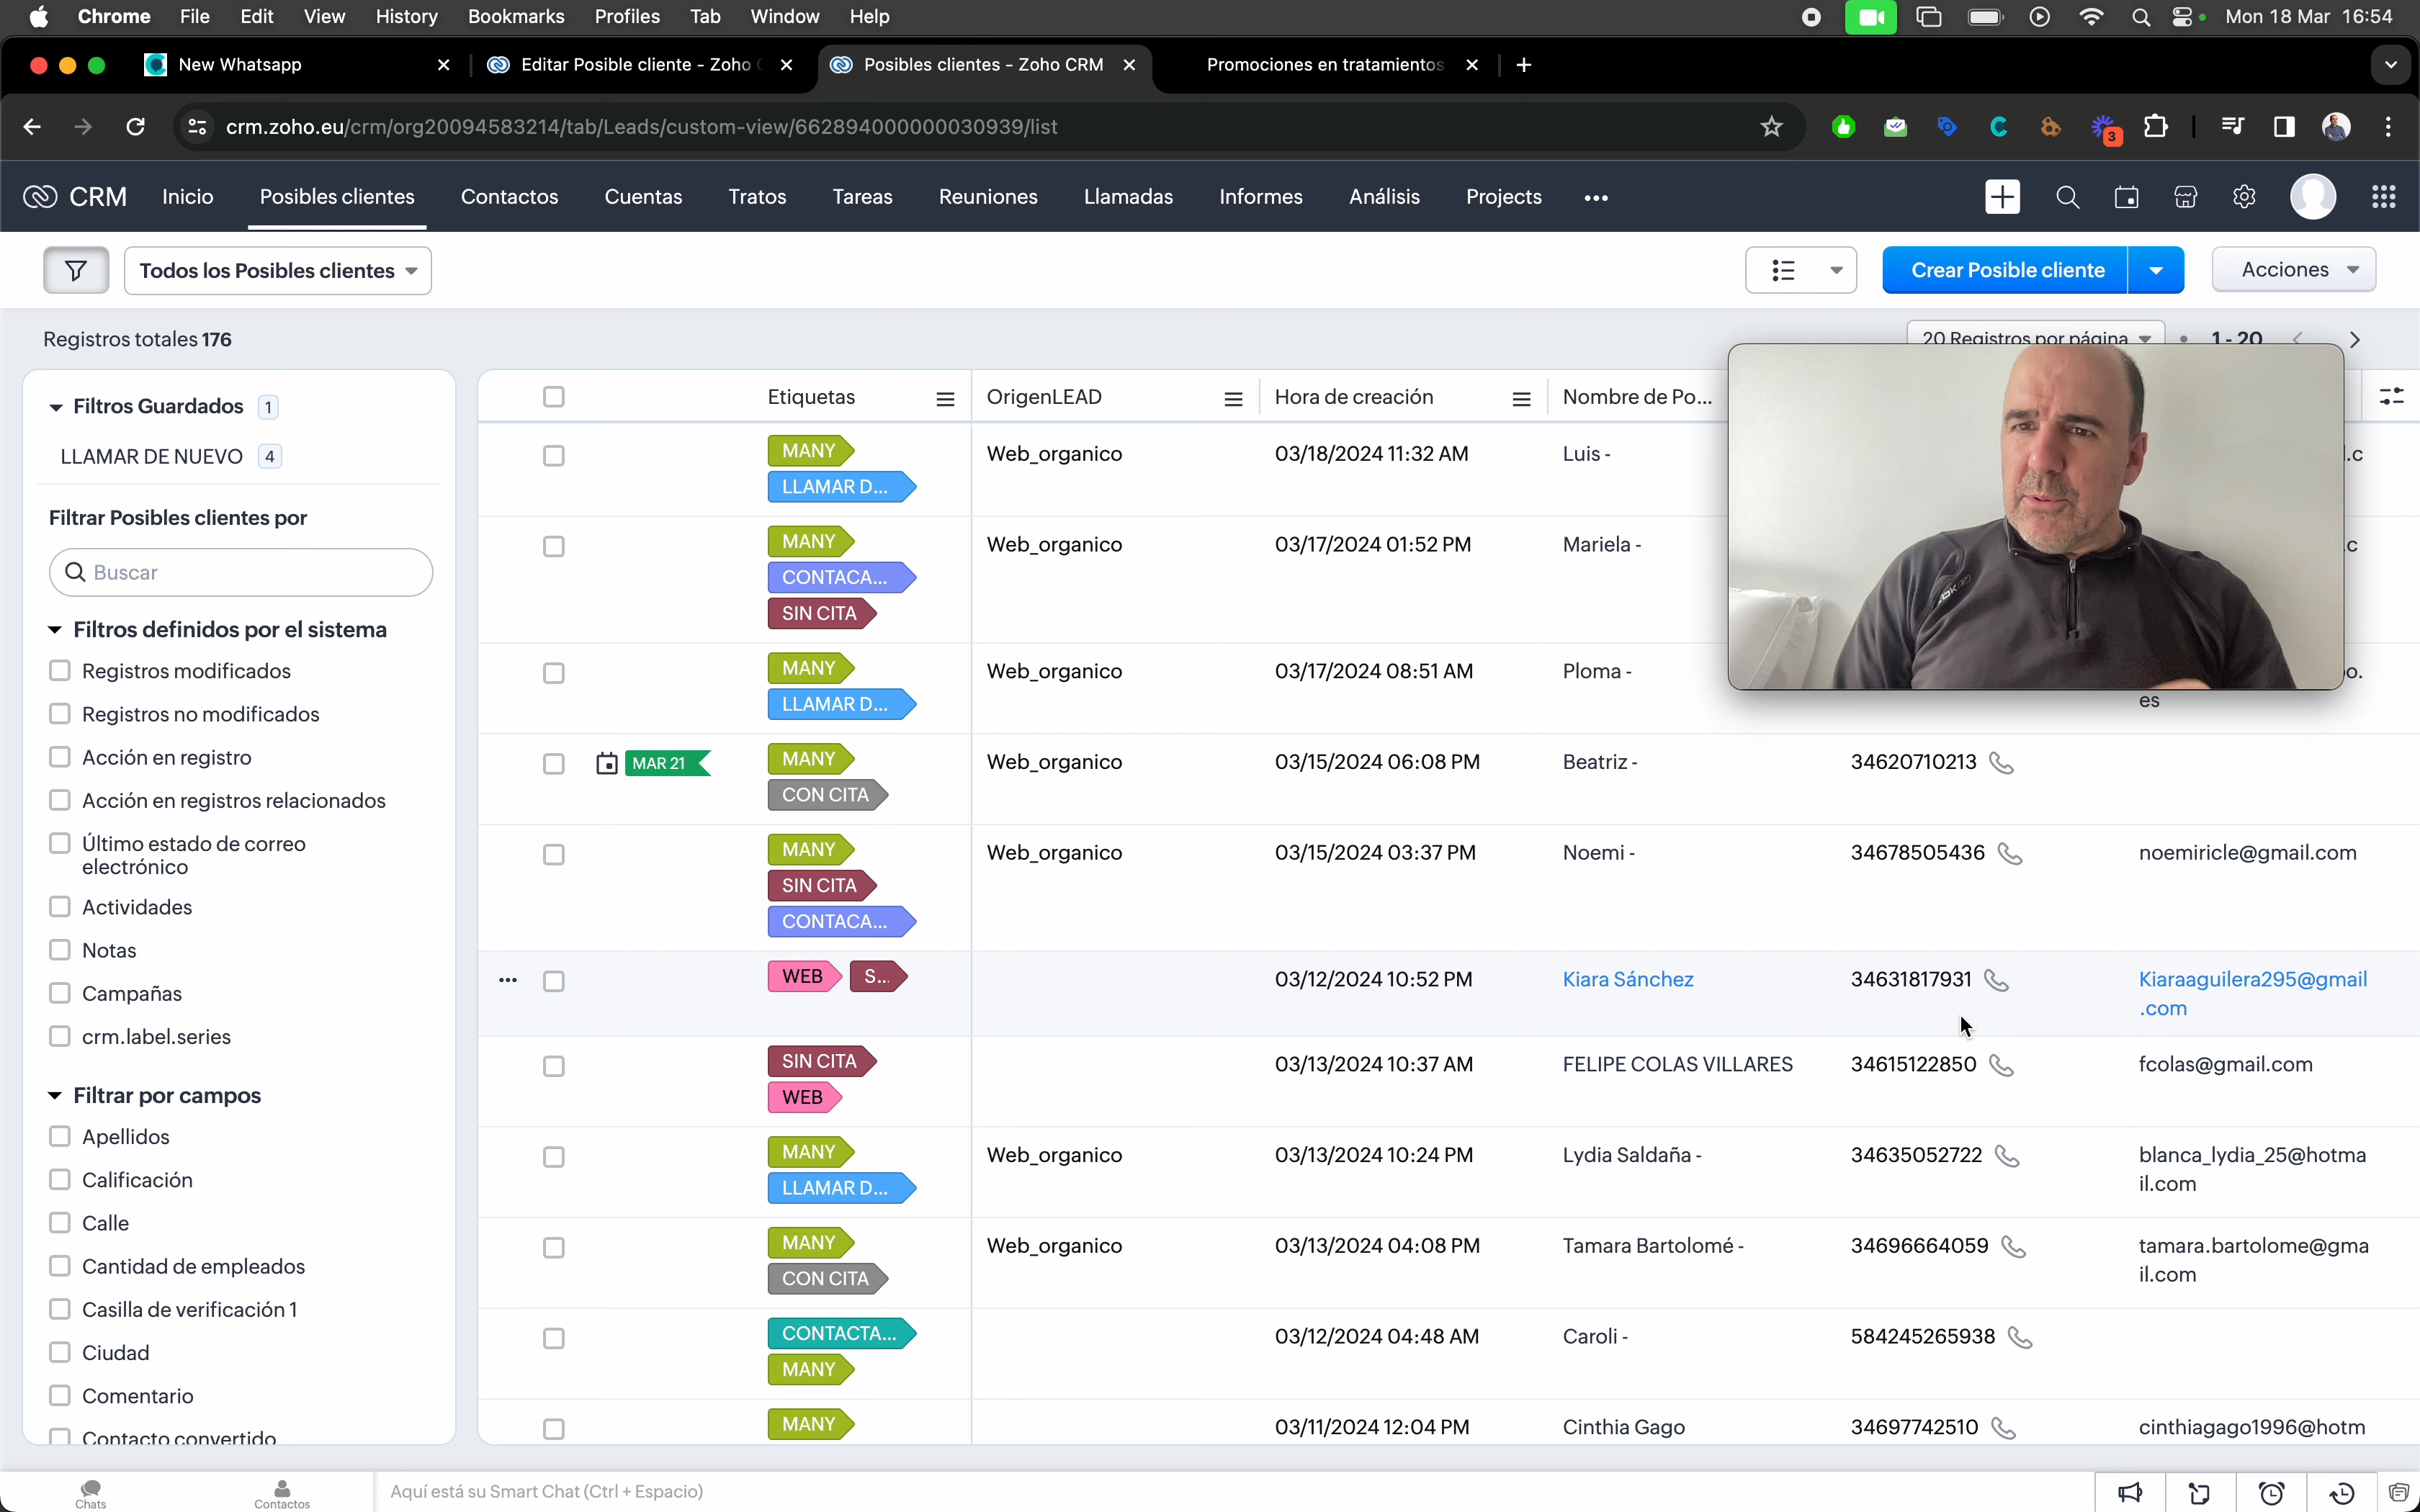 Chrome File Edit View History Bookmarks Profiles Tab Window Help Mon 18 Mar 16:54
New Whatsapp Editar Posible cliente - Zoho Posibles clientes - Zoho CRM Promociones en tratamientos
crm.zoho.eu/crm/org20094583214/tab/Leads/custom-view/662894000000030939/list 3
CRM Inicio Posibles clientes Contactos Cuentas Tratos Tareas Reuniones Llamadas Informes Análisis Projects
Todos los Posibles clientes Crear Posible cliente Acciones
Registros totales 176 20 Registros por página 1 - 20
Filtros Guardados 1
LLAMAR DE NUEVO 4
Filtrar Posibles clientes por
Buscar
Filtros definidos por el sistema
Registros modificados
Registros no modificados
Acción en registro
Acción en registros relacionados
Último estado de correo
electrónico
Actividades
Notas
Campañas
crm.label.series
Filtrar por campos
Apellidos
Calificación
Calle
Cantidad de empleados
Casilla de verificación 1
Ciudad
Comentario
Contacto convertido
Etiquetas OrigenLEAD Hora de creación Nombre de Po...
MANY Web_organico 03/18/2024 11:32 AM Luis - .c
LLAMAR D...
MANY Web_organico 03/17/2024 01:52 PM Mariela - .c
CONTACA...
SIN CITA
MANY Web_organico 03/17/2024 08:51 AM Ploma - o.
LLAMAR D... es
MAR 21 MANY Web_organico 03/15/2024 06:08 PM Beatriz - 34620710213
CON CITA
MANY Web_organico 03/15/2024 03:37 PM Noemi - 34678505436 noemiricle@gmail.com
SIN CITA
CONTACA...
WEB S... 03/12/2024 10:52 PM Kiara Sánchez 34631817931 Kiaraaguilera295@gmail
.com
SIN CITA 03/13/2024 10:37 AM FELIPE COLAS VILLARES 34615122850 fcolas@gmail.com
WEB
MANY Web_organico 03/13/2024 10:24 PM Lydia Saldaña - 34635052722 blanca_lydia_25@hotma
LLAMAR D... il.com
MANY Web_organico 03/13/2024 04:08 PM Tamara Bartolomé - 34696664059 tamara.bartolome@gma
CON CITA il.com
CONTACTA... 03/12/2024 04:48 AM Caroli - 584245265938
MANY
MANY 03/11/2024 12:04 PM Cinthia Gago 34697742510 cinthiagago1996@hotm
Chats Contactos Aquí está su Smart Chat (Ctrl + Espacio)